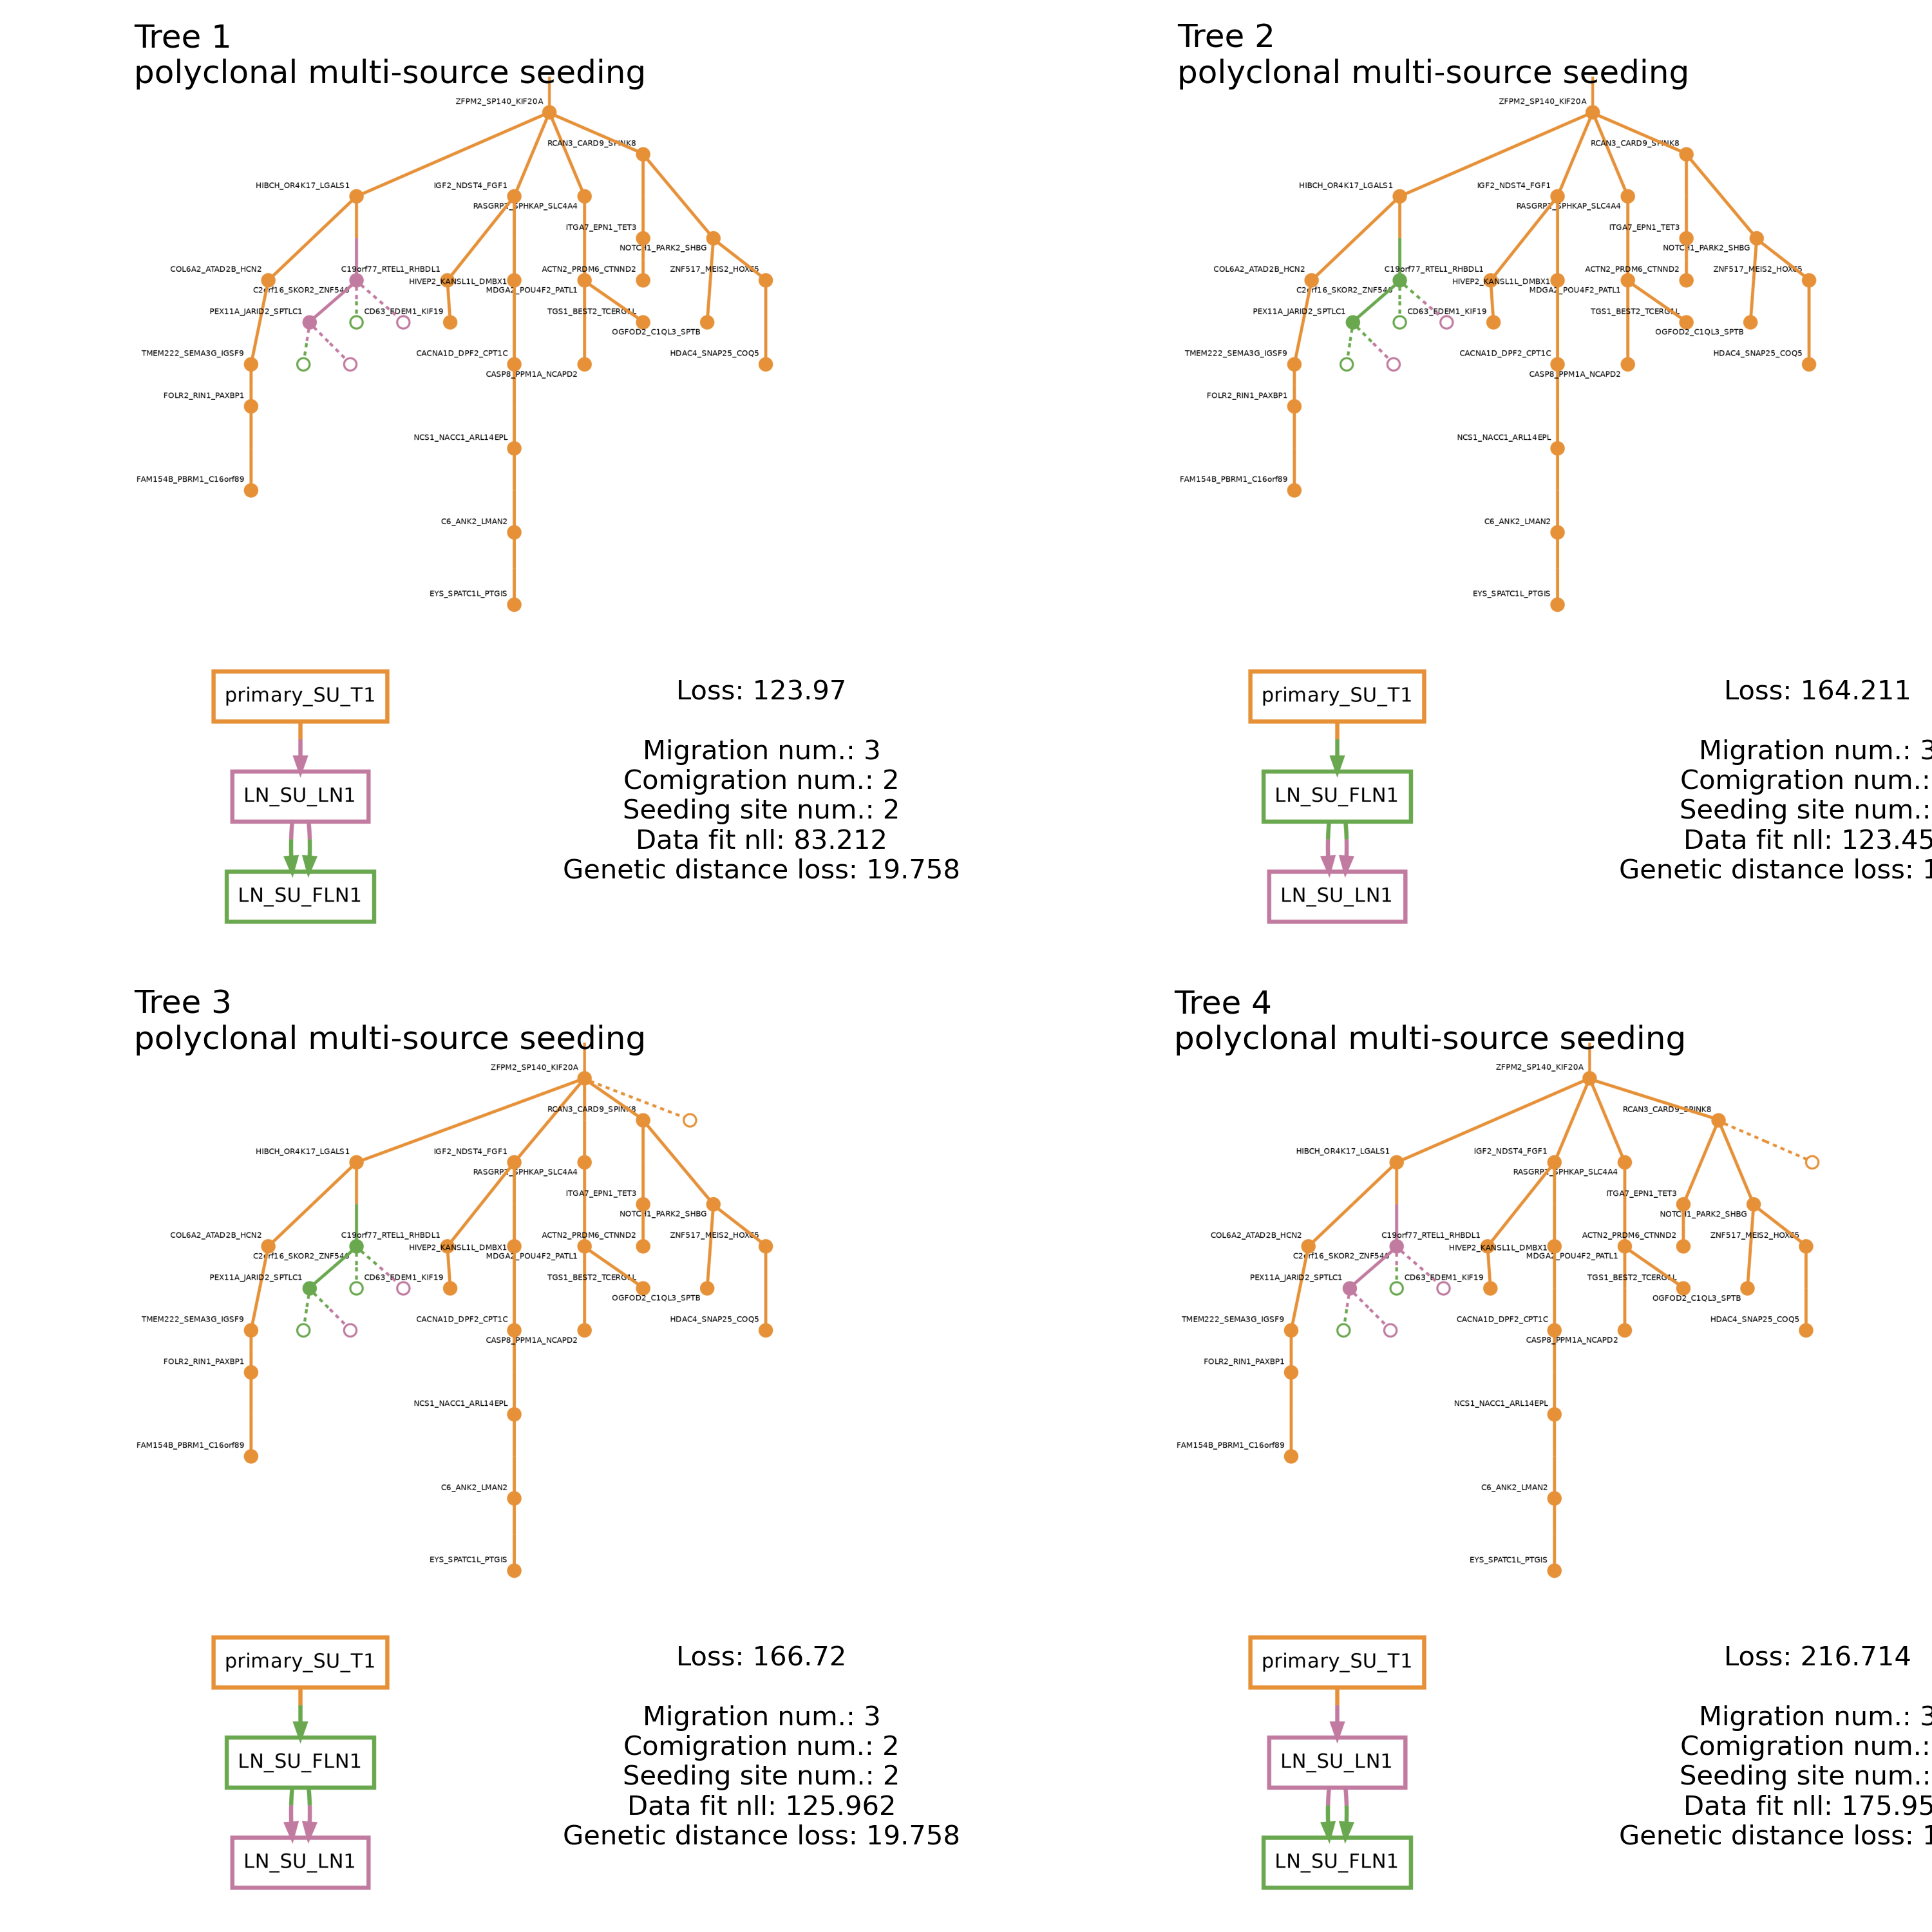 Tree 1
polyclonal multi-source seeding
ZFPM2_SP140_KIF20A
RCAN3_CARD9_SPINK8
HIBCH_OR4K17_LGALS1
IGF2_NDST4_FGF1
RASGRP3_SPHKAP_SLC4A4
ITGA7_EPN1_TET3
NOTCH1_PARK2_SHBG
COL6A2_ATAD2B_HCN2
C19orf77_RTEL1_RHBDL1
HIVEP2_KANSL1L_DMBX1
ACTN2_PRDM6_CTNND2
ZNF517_MEIS2_HOXC5
MDGA2_POU4F2_PATL1
PEX11A_JARID2_SPTLC1
CD63_EDEM1_KIF19
TGS1_BEST2_TCERG1L
OGFOD2_C1QL3_SPTB
TMEM222_SEMA3G_IGSF9
CACNA1D_DPF2_CPT1C
CASP8_PPM1A_NCAPD2
HDAC4_SNAP25_COQ5
FOLR2_RIN1_PAXBP1
NCS1_NACC1_ARL14EPL
FAM154B_PBRM1_C16orf89
C6_ANK2_LMAN2
EYS_SPATC1L_PTGIS
primary_SU_T1
LN_SU_LN1
LN_SU_FLN1
Loss: 123.97
Migration num.: 3
Comigration num.: 2
Seeding site num.: 2
Data fit nll: 83.212
Genetic distance loss: 19.758
Tree 2
polyclonal multi-source seeding
ZFPM2_SP140_KIF20A
RCAN3_CARD9_SPINK8
HIBCH_OR4K17_LGALS1
IGF2_NDST4_FGF1
RASGRP3_SPHKAP_SLC4A4
ITGA7_EPN1_TET3
NOTCH1_PARK2_SHBG
COL6A2_ATAD2B_HCN2
C19orf77_RTEL1_RHBDL1
HIVEP2_KANSL1L_DMBX1
ACTN2_PRDM6_CTNND2
ZNF517_MEIS2_HOXC5
MDGA2_POU4F2_PATL1
PEX11A_JARID2_SPTLC1
CD63_EDEM1_KIF19
TGS1_BEST2_TCERG1L
OGFOD2_C1QL3_SPTB
TMEM222_SEMA3G_IGSF9
CACNA1D_DPF2_CPT1C
CASP8_PPM1A_NCAPD2
HDAC4_SNAP25_COQ5
FOLR2_RIN1_PAXBP1
NCS1_NACC1_ARL14EPL
FAM154B_PBRM1_C16orf89
C6_ANK2_LMAN2
EYS_SPATC1L_PTGIS
primary_SU_T1
LN_SU_FLN1
LN_SU_LN1
Loss: 164.211
Migration num.: 3
Comigration num.:
Seeding site num.:
Data fit nll: 123.45
Genetic distance loss: 1
Tree 3
polyclonal multi-source seeding
ZFPM2_SP140_KIF20A
RCAN3_CARD9_SPINK8
HIBCH_OR4K17_LGALS1
IGF2_NDST4_FGF1
RASGRP3_SPHKAP_SLC4A4
ITGA7_EPN1_TET3
NOTCH1_PARK2_SHBG
COL6A2_ATAD2B_HCN2
C19orf77_RTEL1_RHBDL1
HIVEP2_KANSL1L_DMBX1
ACTN2_PRDM6_CTNND2
ZNF517_MEIS2_HOXC5
MDGA2_POU4F2_PATL1
PEX11A_JARID2_SPTLC1
CD63_EDEM1_KIF19
TGS1_BEST2_TCERG1L
OGFOD2_C1QL3_SPTB
TMEM222_SEMA3G_IGSF9
CACNA1D_DPF2_CPT1C
CASP8_PPM1A_NCAPD2
HDAC4_SNAP25_COQ5
FOLR2_RIN1_PAXBP1
NCS1_NACC1_ARL14EPL
FAM154B_PBRM1_C16orf89
C6_ANK2_LMAN2
EYS_SPATC1L_PTGIS
primary_SU_T1
LN_SU_FLN1
LN_SU_LN1
Loss: 166.72
Migration num.: 3
Comigration num.: 2
Seeding site num.: 2
Data fit nll: 125.962
Genetic distance loss: 19.758
Tree 4
polyclonal multi-source seeding
ZFPM2_SP140_KIF20A
RCAN3_CARD9_SPINK8
HIBCH_OR4K17_LGALS1
IGF2_NDST4_FGF1
RASGRP3_SPHKAP_SLC4A4
ITGA7_EPN1_TET3
NOTCH1_PARK2_SHBG
COL6A2_ATAD2B_HCN2
C19orf77_RTEL1_RHBDL1
HIVEP2_KANSL1L_DMBX1
ACTN2_PRDM6_CTNND2
ZNF517_MEIS2_HOXC5
MDGA2_POU4F2_PATL1
PEX11A_JARID2_SPTLC1
CD63_EDEM1_KIF19
TGS1_BEST2_TCERG1L
OGFOD2_C1QL3_SPTB
TMEM222_SEMA3G_IGSF9
CACNA1D_DPF2_CPT1C
CASP8_PPM1A_NCAPD2
HDAC4_SNAP25_COQ5
FOLR2_RIN1_PAXBP1
NCS1_NACC1_ARL14EPL
FAM154B_PBRM1_C16orf89
C6_ANK2_LMAN2
EYS_SPATC1L_PTGIS
primary_SU_T1
LN_SU_LN1
LN_SU_FLN1
Loss: 216.714
Migration num.: 3
Comigration num.:
Seeding site num.:
Data fit nll: 175.95
Genetic distance loss: 1